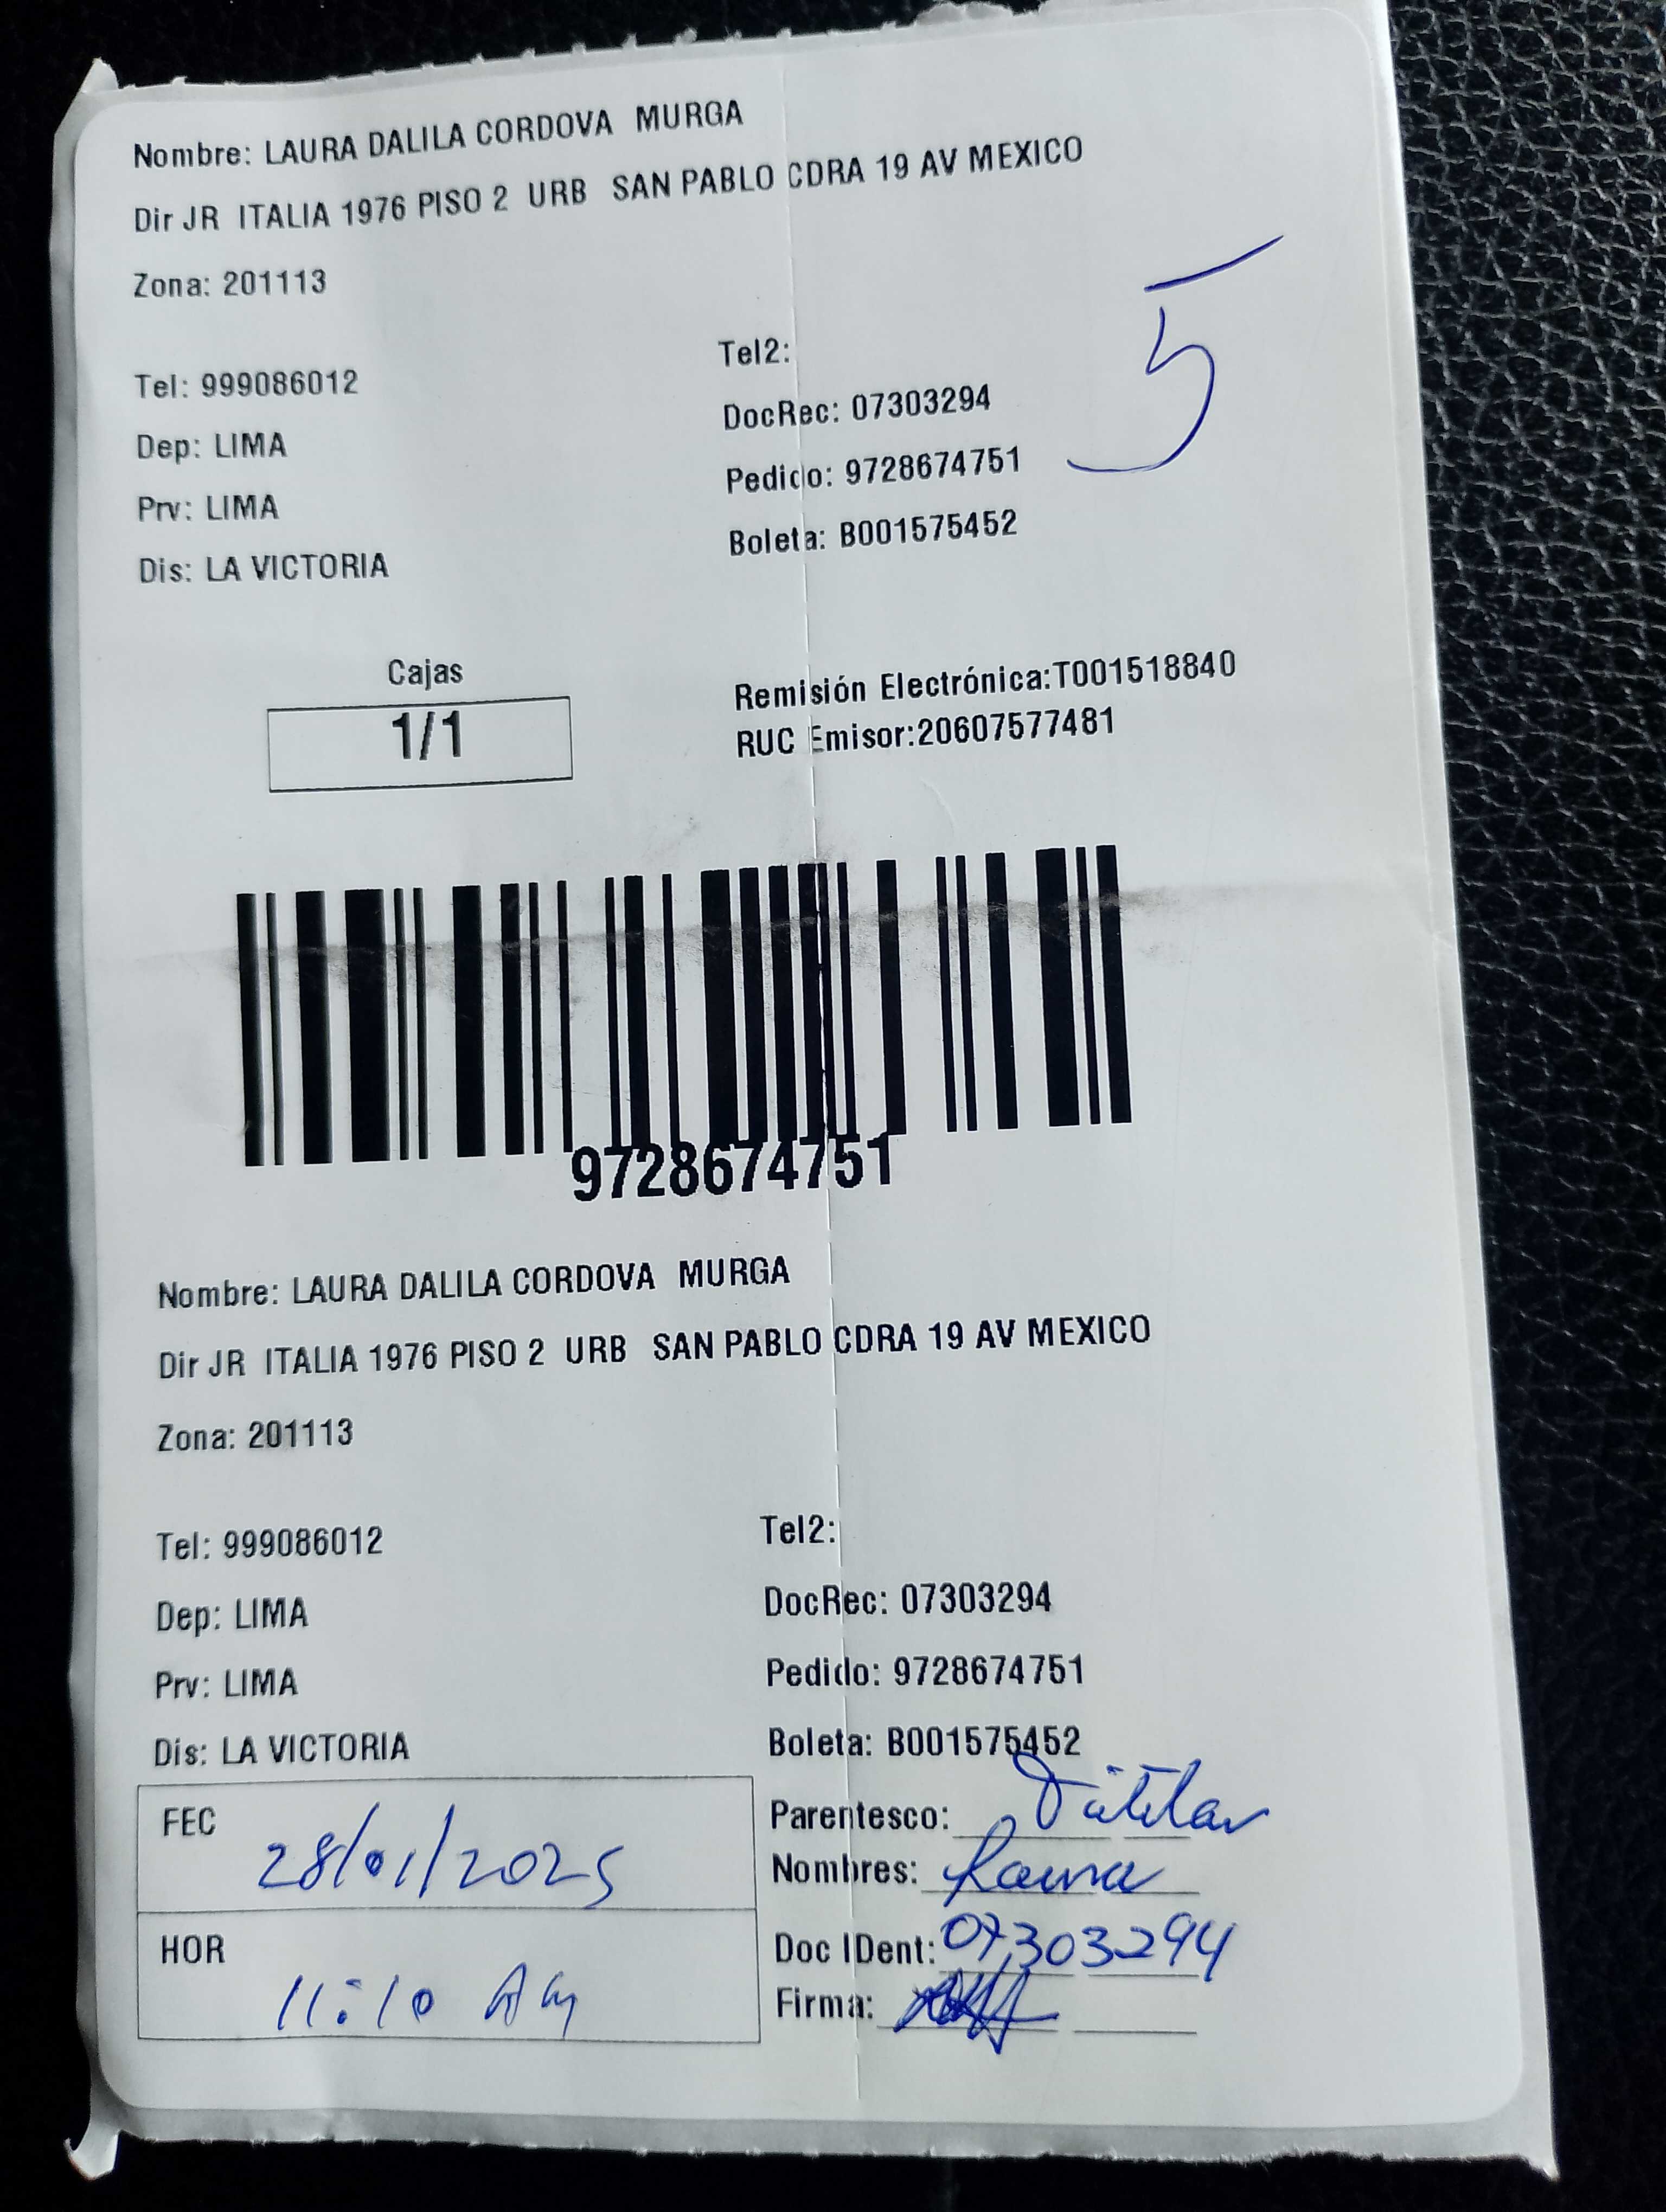 Nombre: LAURA DALILA CORDOVA MURGA
Dir JR ITALIA 1976 PISO 2 URB SAN PABLO CDRA 19 AV MEXICO
Zona: 201113
5
Tel: 999086012
Tel2:
Dep: LIMA
DocRec: 07303294
Prv: LIMA
Pedido: 9728674751
Dis: LA VICTORIA
Boleta: B001575452
Cajas
1/1
Remisión Electrónica:T001518840
RUC Emisor:20607577481
9728674751
Nombre: LAURA DALILA CORDOVA MURGA
Dir JR ITALIA 1976 PISO 2 URB SAN PABLO CDRA 19 AV MEXICO
Zona: 201113
Tel: 999086012
Tel2:
Dep: LIMA
DocRec: 07303294
Prv: LIMA
Pedido: 9728674751
Dis: LA VICTORIA
Boleta: B001575452
FEC 28/01/2025
HOR 11:10 AM
Parentesco: Titular
Nombres: Laura
Doc IDent: 07303294
Firma: